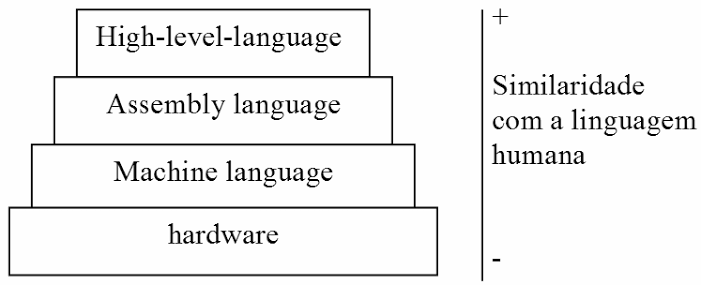 High-level-language
Assembly language
Machine language
hardware
+
Similaridade
com a linguagem
humana
-